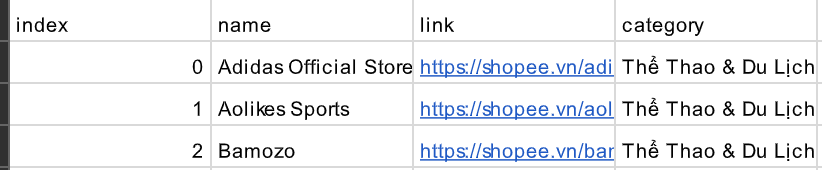 index name link category
0 Adidas Official Store https://shopee.vn/adi Thể Thao & Du Lịch
1 Aolikes Sports https://shopee.vn/aol Thể Thao & Du Lịch
2 Bamozo https://shopee.vn/bar Thể Thao & Du Lịch